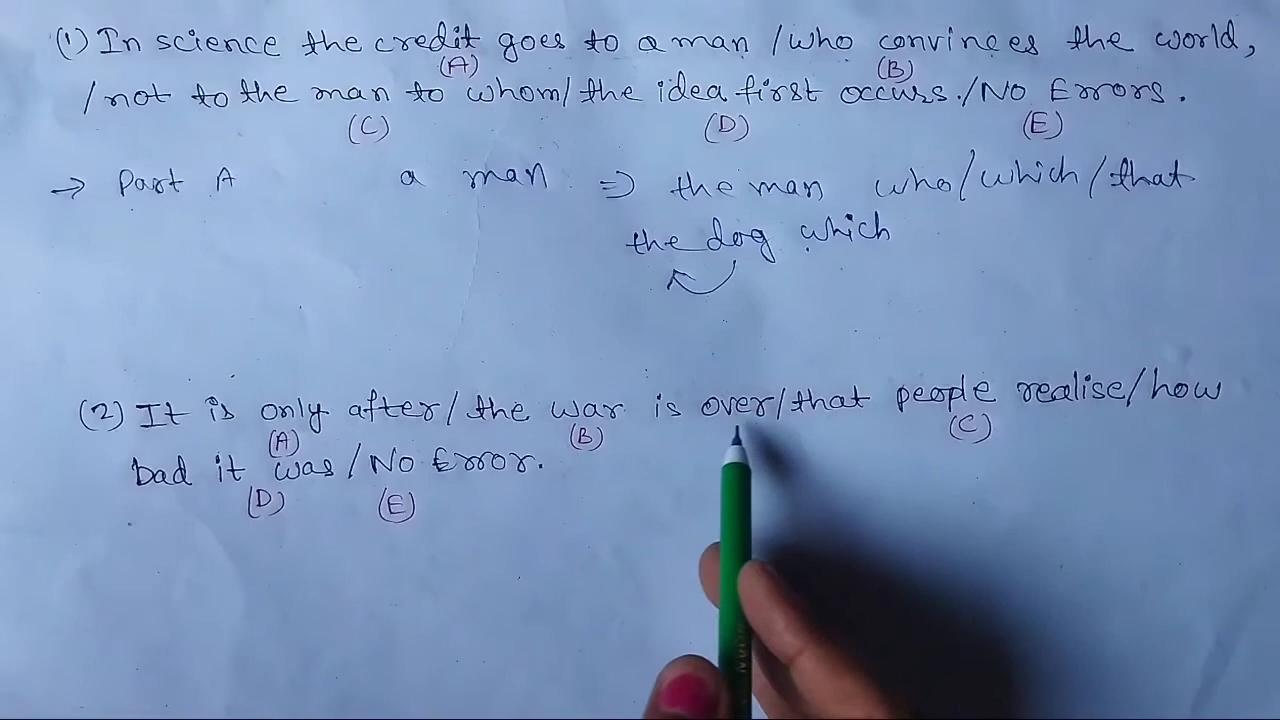 (1) In science the credit goes to a man /who convinces the world,
(A) (B)
/not to the man to whom/the idea first occurs./No Errors.
(C) (D) (E)
→ Part A a man ⇒ the man who/which/that
the dog which
(2) It is only after/the war is over/that people realise/how
(A) (B) (C)
bad it was/No Error.
(D) (E)